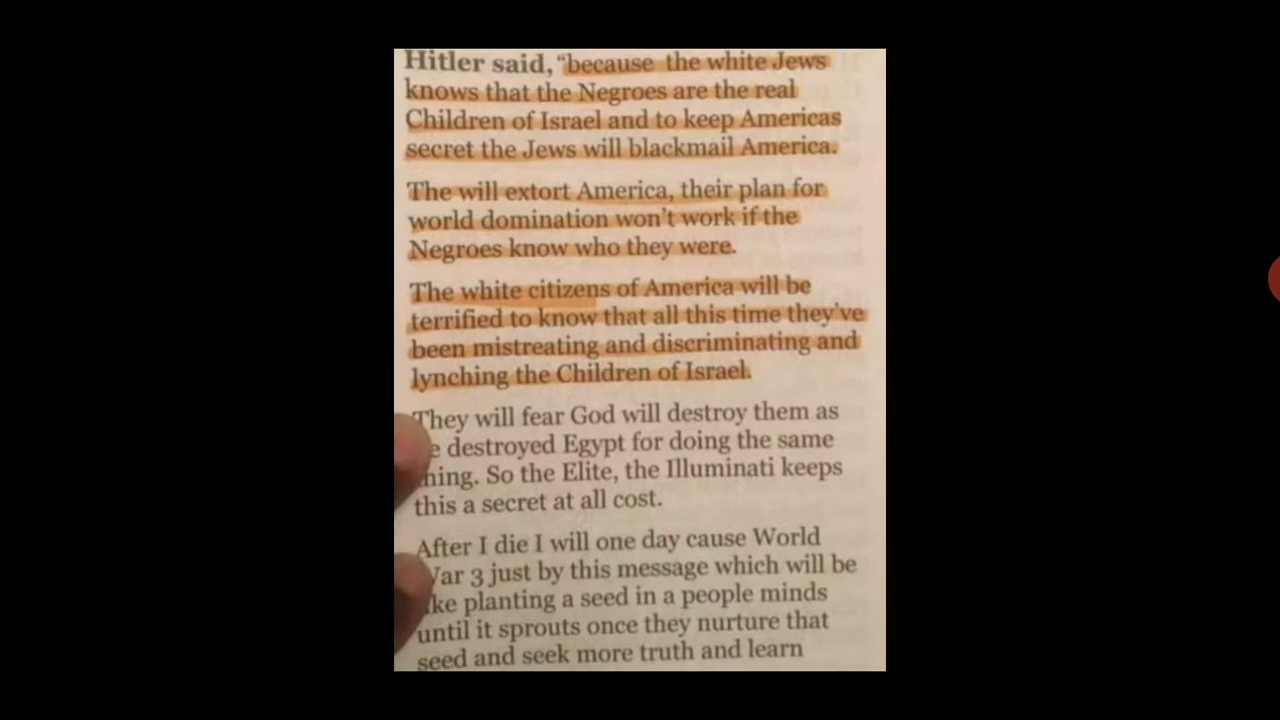 Hitler said, “because the white Jews
knows that the Negroes are the real
Children of Israel and to keep Americas
secret the Jews will blackmail America.
The will extort America, their plan for
world domination won't work if the
Negroes know who they were.
The white citizens of America will be
terrified to know that all this time they've
been mistreating and discriminating and
lynching the Children of Israel.
They will fear God will destroy them as
e destroyed Egypt for doing the same
hing. So the Elite, the Illuminati keeps
this a secret at all cost.
After I die I will one day cause World
War 3 just by this message which will be
ike planting a seed in a people minds
until it sprouts once they nurture that
seed and seek more truth and learn